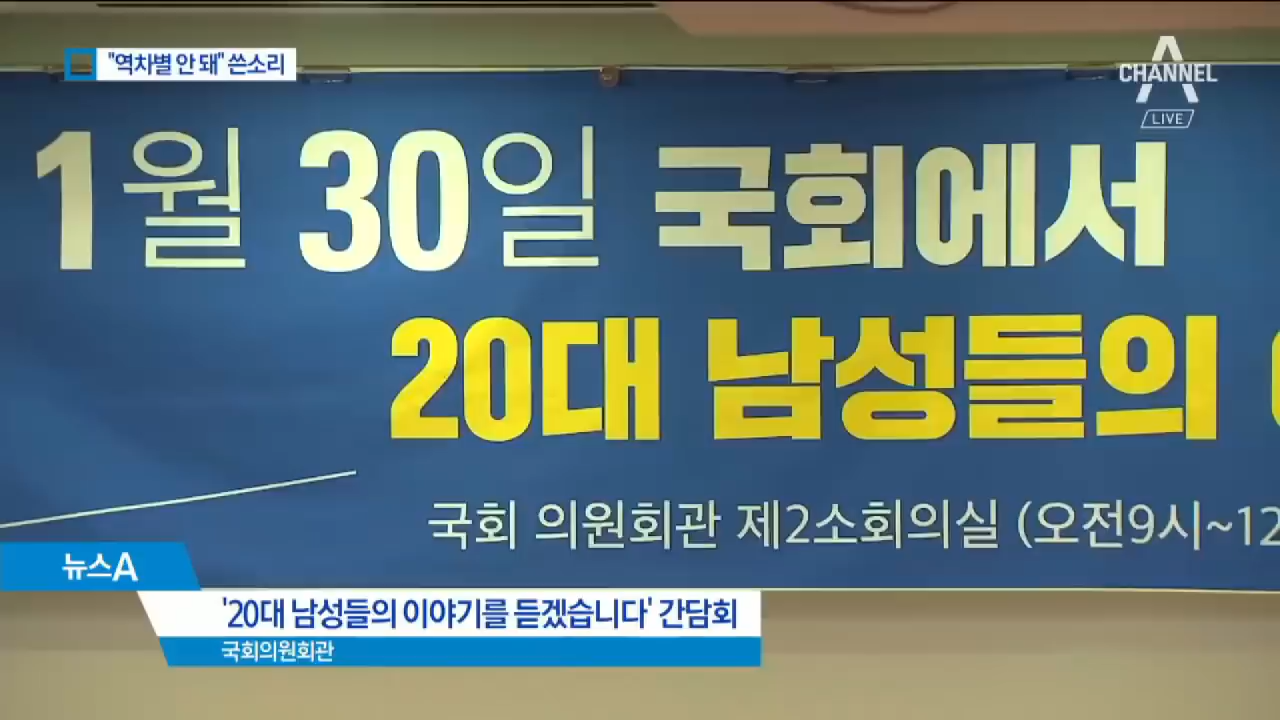 "역차별 안 돼" 쓴소리
CHANNEL A
LIVE
1월 30일 국회에서
20대 남성들의
국회 의원회관 제2소회의실 (오전9시~12
뉴스A
'20대 남성들의 이야기를 듣겠습니다' 간담회
국회의원회관